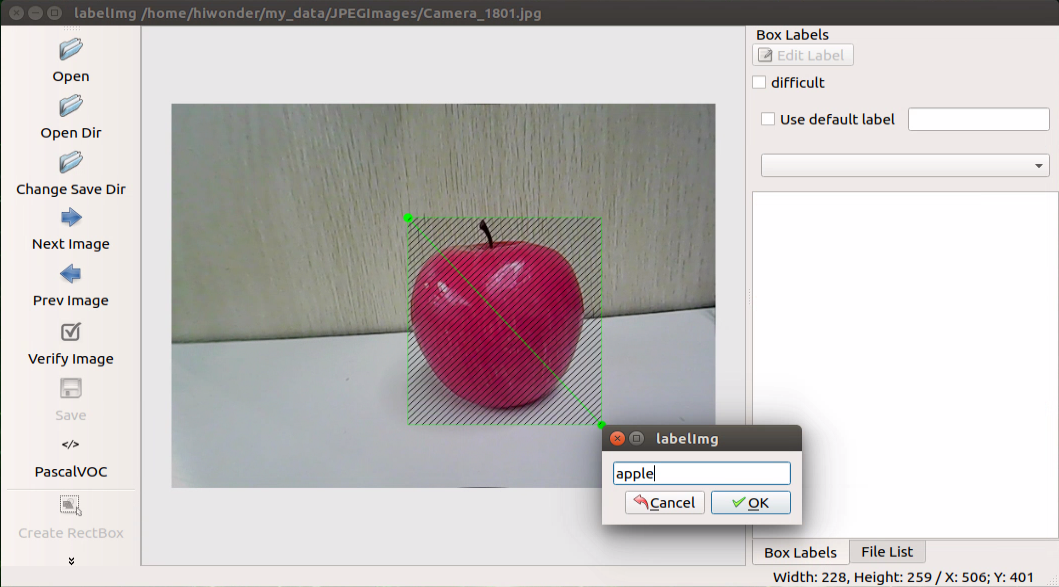 labelImg /home/hiwonder/my_data/JPEGImages/Camera_1801.jpg
Open
Open Dir
Change Save Dir
Next Image
Prev Image
Verify Image
Save
</>
PascalVOC
Create RectBox
Box Labels
Edit Label
difficult
Use default label
labelImg
apple
Cancel
OK
Box Labels
File List
Width: 228, Height: 259 / X: 506; Y: 401